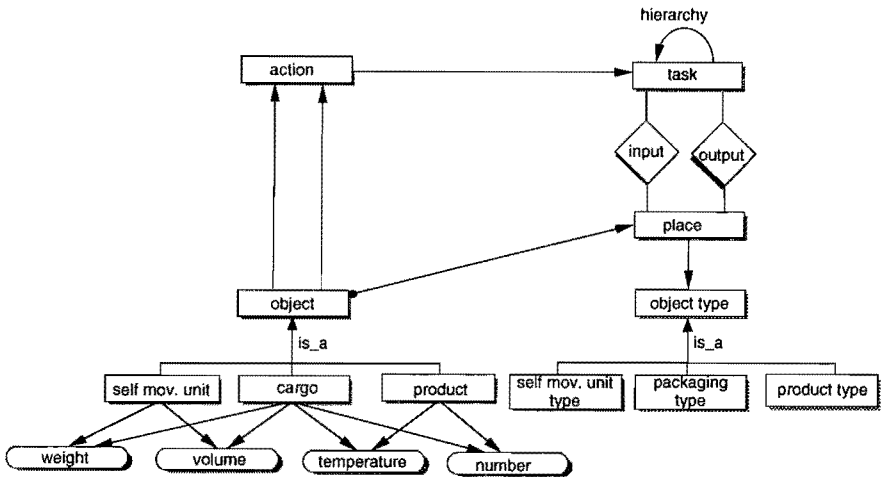 hierarchy
action
task
input
output
place
object
object type
is_a
is_a
self mov. unit
cargo
product
self mov. unit
type
packaging
type
product type
weight
volume
temperature
number